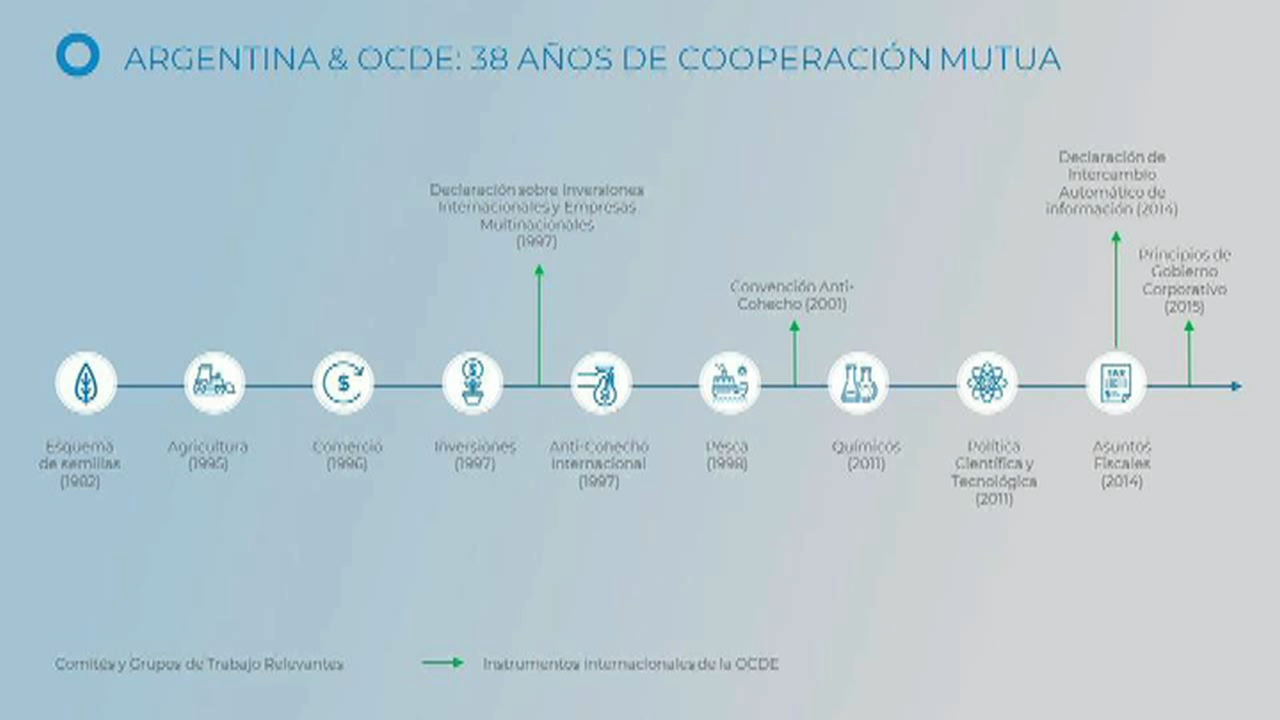 ARGENTINA & OCDE: 38 AÑOS DE COOPERACIÓN MUTUA
Declaración de
Intercambio
Automático de
información (2014)
Declaración sobre Inversiones
Internacionales y Empresas
Multinacionales
(1997)
Principios de
Gobierno
Corporativo
(2015)
Convención Anti-
Cohecho (2001)
Esquema
de semillas
(1982)
Agricultura
(1995)
Comercio
(1996)
Inversiones
(1997)
Anti-Cohecho
Internacional
(1997)
Pesca
(1998)
Químicos
(2011)
Política
Científica y
Tecnológica
(2011)
Asuntos
Fiscales
(2014)
Comités y Grupos de Trabajo Relevantes
Instrumentos internacionales de la OCDE